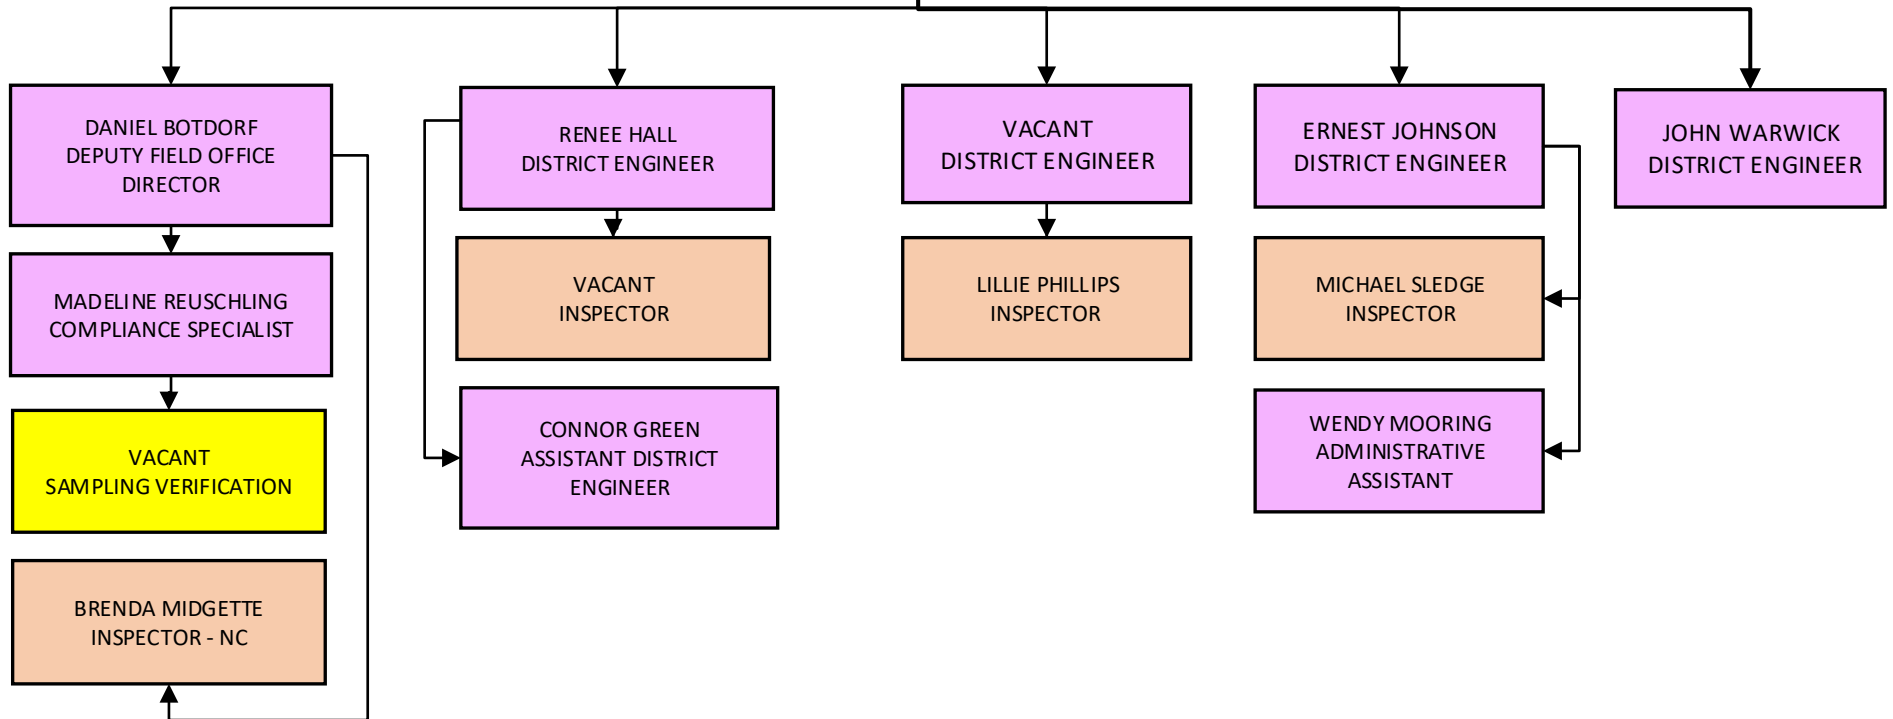 DANIEL BOTDORF
DEPUTY FIELD OFFICE
DIRECTOR
RENEE HALL
DISTRICT ENGINEER
VACANT
DISTRICT ENGINEER
ERNEST JOHNSON
DISTRICT ENGINEER
JOHN WARWICK
DISTRICT ENGINEER
MADELINE REUSCHLING
COMPLIANCE SPECIALIST
VACANT
INSPECTOR
LILLIE PHILLIPS
INSPECTOR
MICHAEL SLEDGE
INSPECTOR
VACANT
SAMPLING VERIFICATION
CONNOR GREEN
ASSISTANT DISTRICT
ENGINEER
WENDY MOORING
ADMINISTRATIVE
ASSISTANT
BRENDA MIDGETTE
INSPECTOR - NC